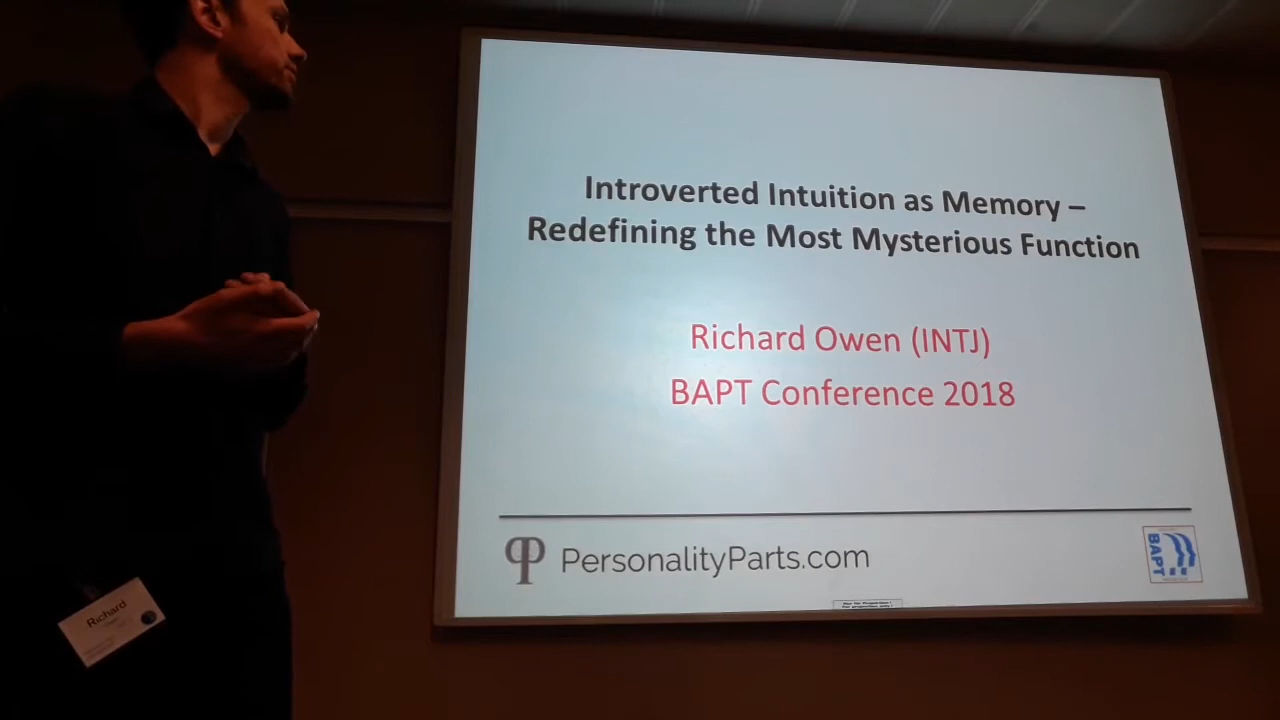 Introverted Intuition as Memory –
Redefining the Most Mysterious Function
Richard Owen (INTJ)
BAPT Conference 2018
PersonalityParts.com
BAPT
Richard